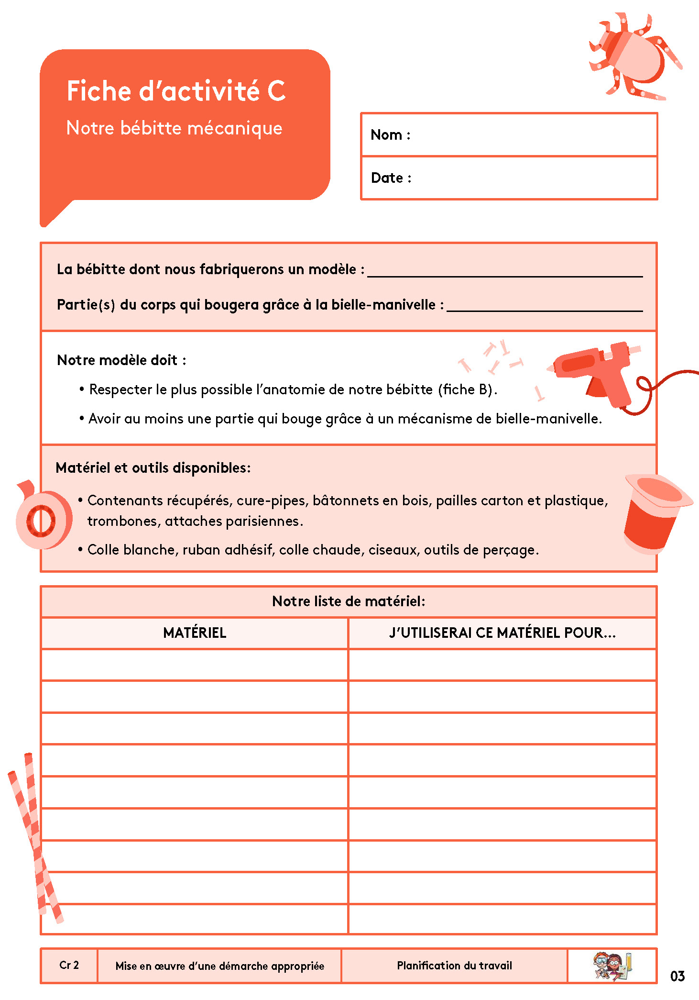 Fiche d’activité C
Notre bébitte mécanique
Nom :
Date :
La bébitte dont nous fabriquerons un modèle :
Partie(s) du corps qui bougera grâce à la bielle-manivelle :
Notre modèle doit :
• Respecter le plus possible l’anatomie de notre bébitte (fiche B).
• Avoir au moins une partie qui bouge grâce à un mécanisme de bielle-manivelle.
Matériel et outils disponibles:
• Contenants récupérés, cure-pipes, bâtonnets en bois, pailles carton et plastique,
trombones, attaches parisiennes.
• Colle blanche, ruban adhésif, colle chaude, ciseaux, outils de perçage.
Notre liste de matériel:
MATÉRIEL
J’UTILISERAI CE MATÉRIEL POUR...
Cr 2
Mise en œuvre d’une démarche appropriée
Planification du travail
03